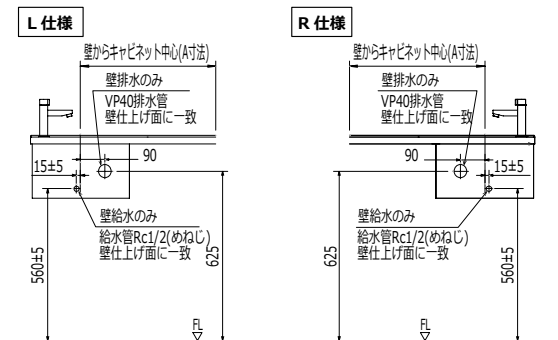 L 仕様
壁からキャビネット中心(A寸法)
壁排水のみ
VP40排水管
壁仕上げ面に一致
90
15±5
壁給水のみ
給水管Rc1/2(めねじ)
壁仕上げ面に一致
560±5
625
FL
R 仕様
壁からキャビネット中心(A寸法)
壁排水のみ
VP40排水管
壁仕上げ面に一致
90
15±5
壁給水のみ
給水管Rc1/2(めねじ)
壁仕上げ面に一致
625
560±5
FL